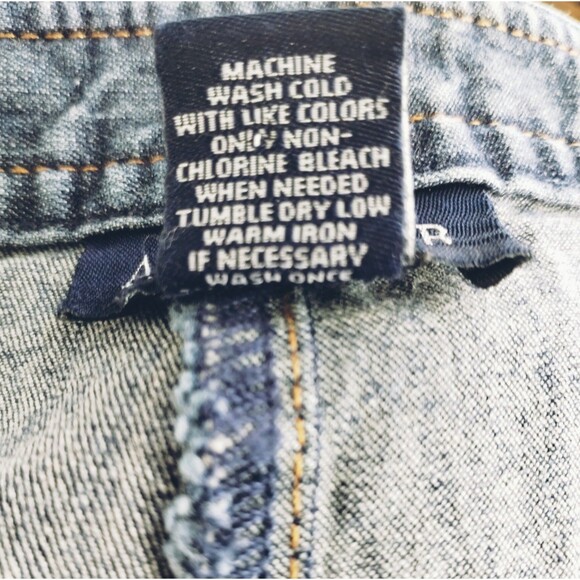 MACHINE
WASH COLD
WITH LIKE COLORS
ONLY NON-
CHLORINE BLEACH
WHEN NEEDED
TUMBLE DRY LOW
WARM IRON
IF NECESSARY
WASH ONCE